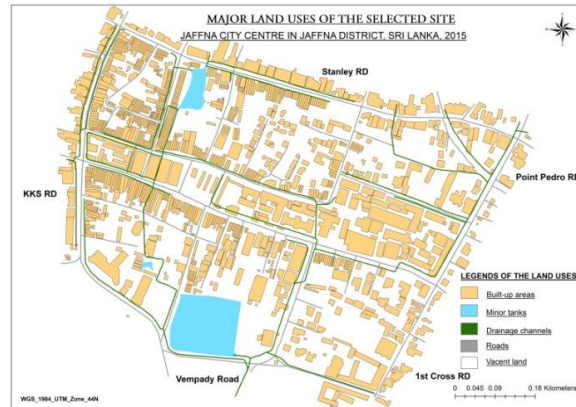 MAJOR LAND USES OF THE SELECTED SITE
JAFFNA CITY CENTRE IN JAFFNA DISTRICT, SRI LANKA, 2015
Stanley RD
Point Pedro RD
KKS RD
LEGENDS OF THE LAND USES
Built-up areas
Minor tanks
Drainage channels
Roads
Vacent land
1st Cross RD
Vempady Road
0 0.045 0.09 0.18 Kilometers
WGS_1984_UTM_Zone_44N